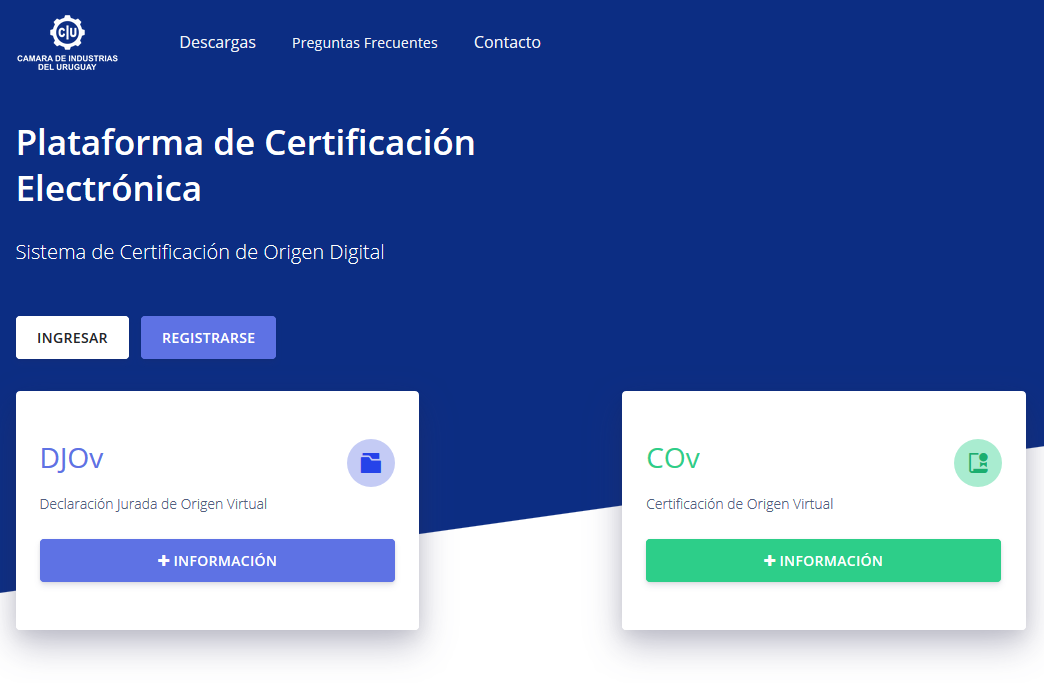 CIU
CAMARA DE INDUSTRIAS
DEL URUGUAY
Descargas
Preguntas Frecuentes
Contacto
Plataforma de Certificación
Electrónica
Sistema de Certificación de Origen Digital
INGRESAR
REGISTRARSE
DJOv
Declaración Jurada de Origen Virtual
+ INFORMACIÓN
COv
Certificación de Origen Virtual
+ INFORMACIÓN